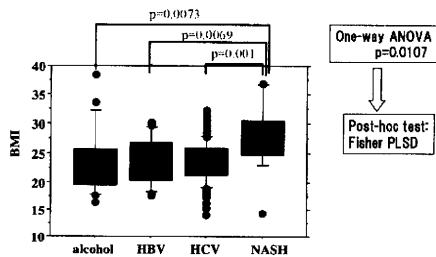 p=0.0073
p=0.0069
p=0.001
One-way ANOVA
p=0.0107
Post-hoc test:
Fisher PLSD
BMI
40
35
30
25
20
15
10
alcohol HBV HCV NASH